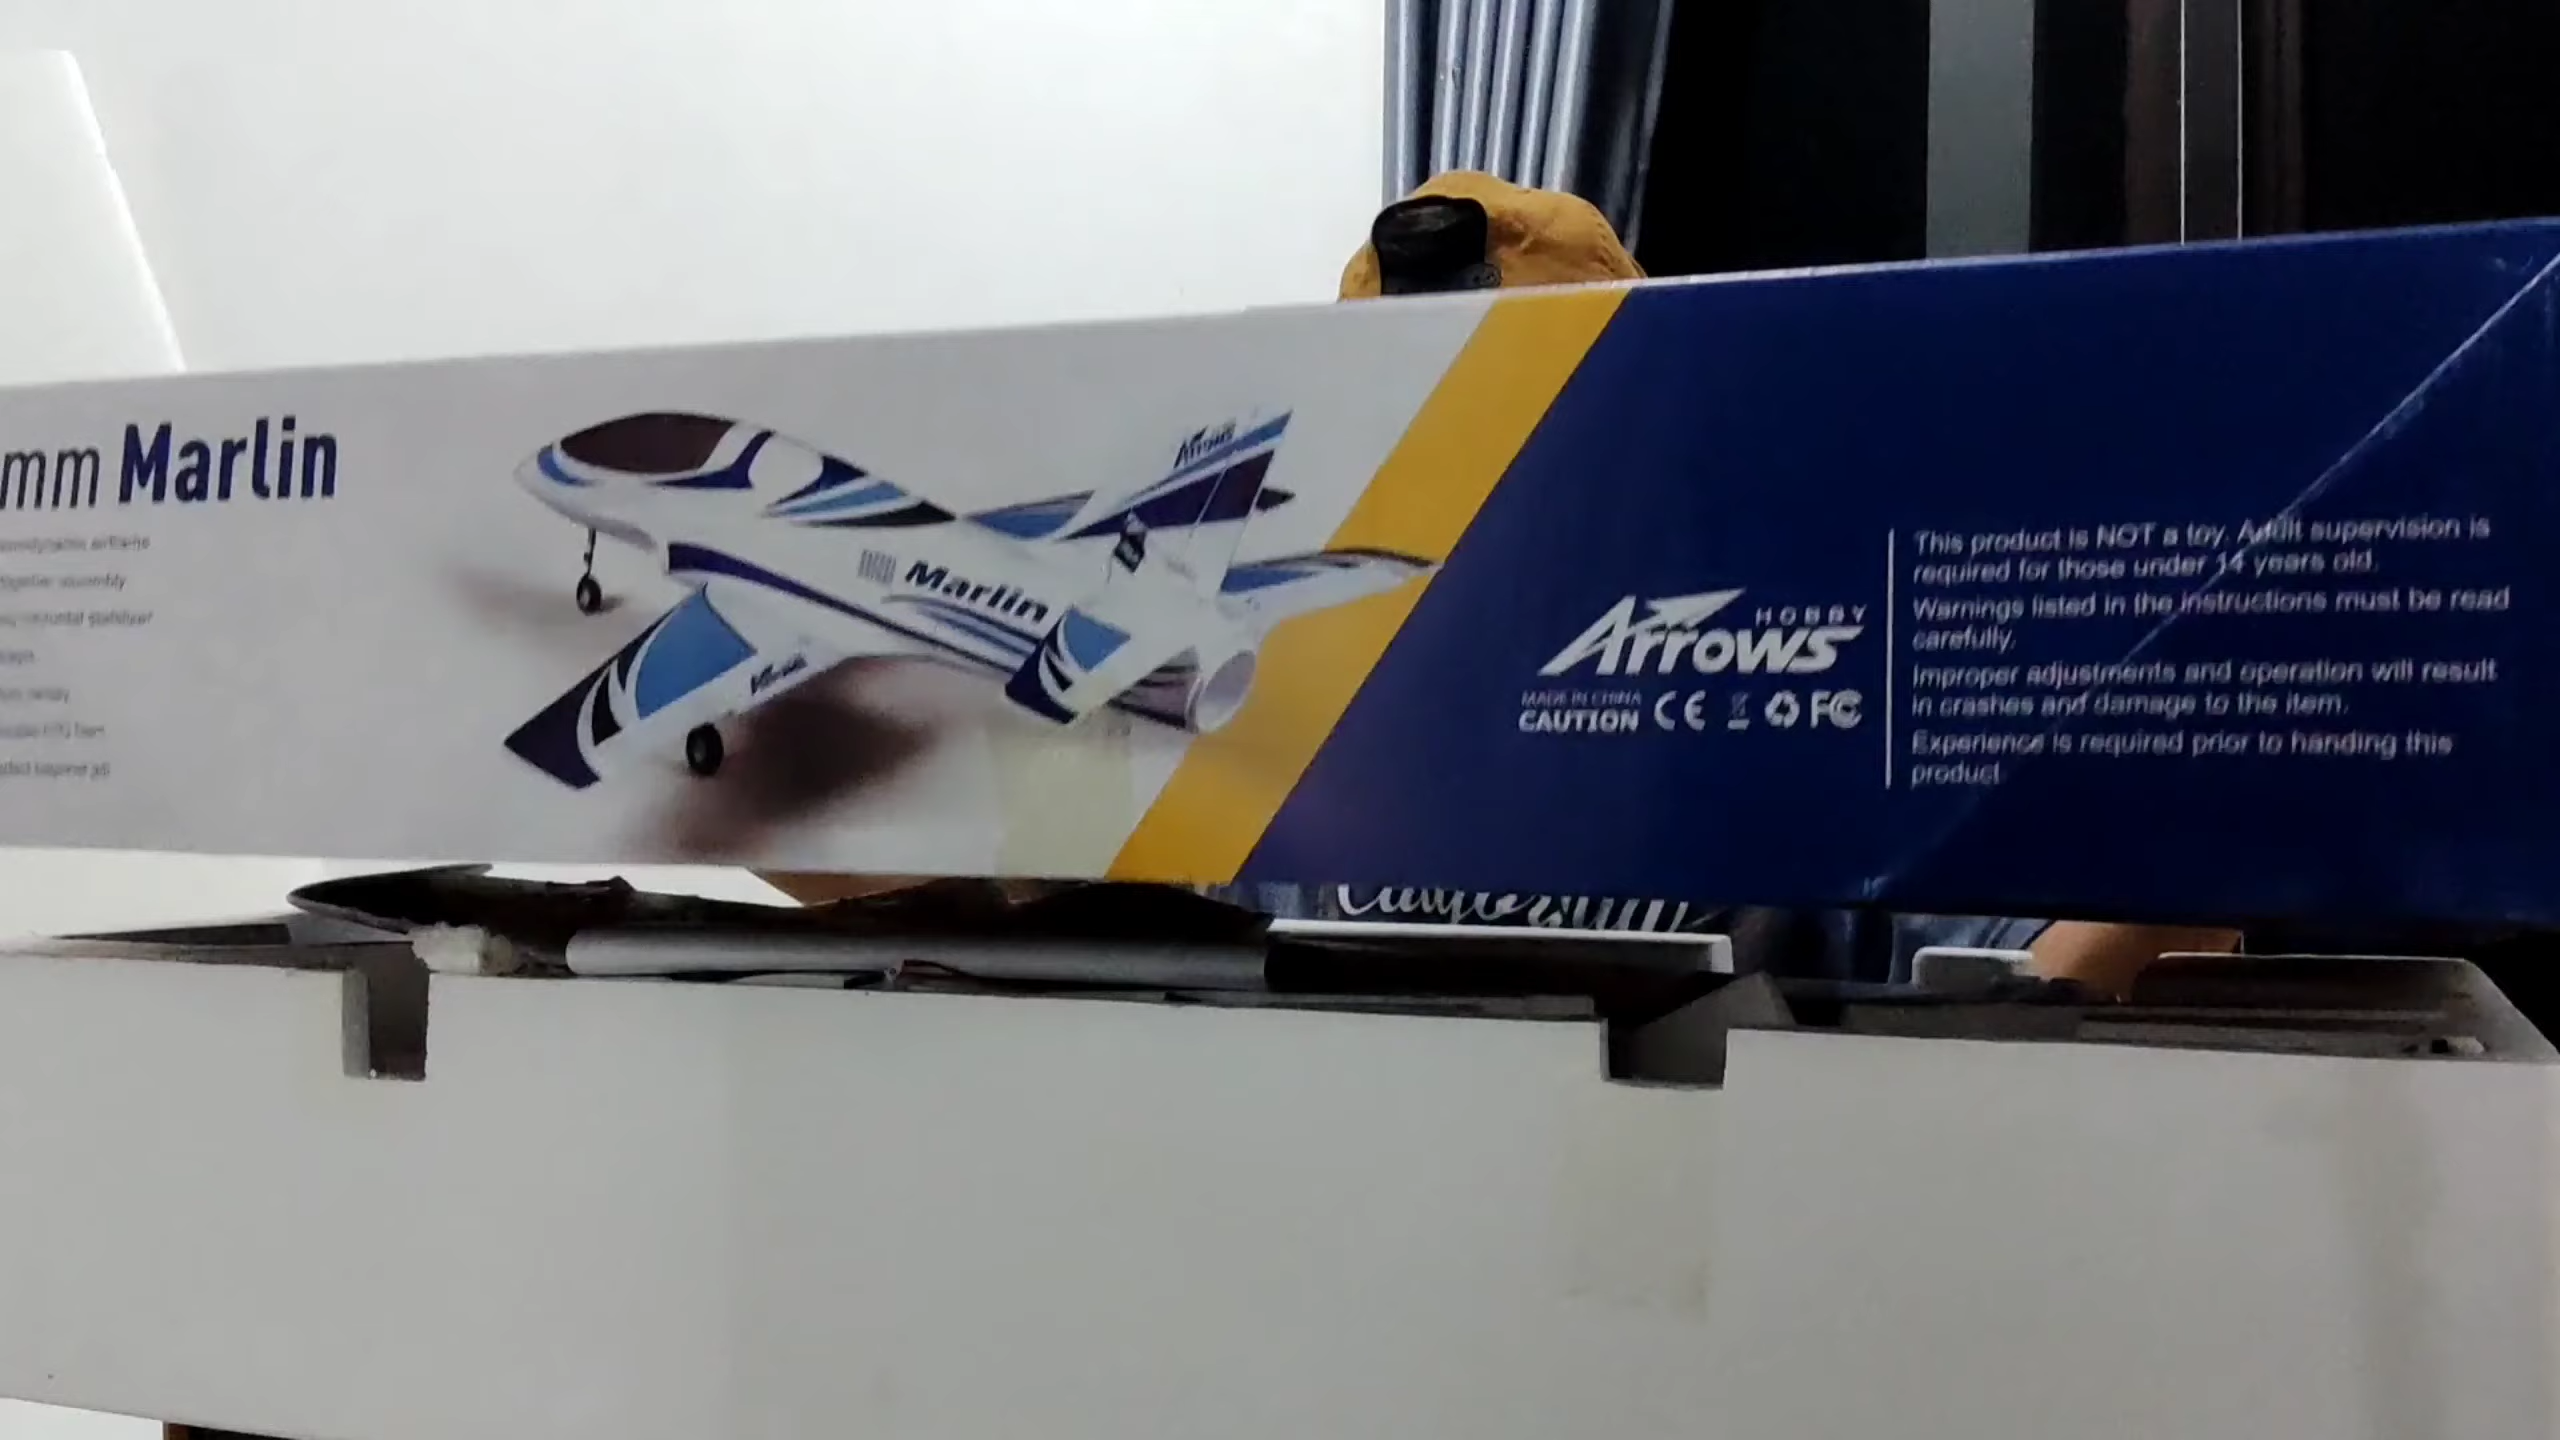 mm Marlin
Arrows
Marlin
HOBBY
Arrows
MADE IN CHINA
CAUTION CE FC
This product is NOT a toy. Adult supervision is
required for those under 14 years old.
Warnings listed in the instructions must be read
carefully.
Improper adjustments and operation will result
in crashes and damage to the item.
Experience is required prior to handing this
product.
California